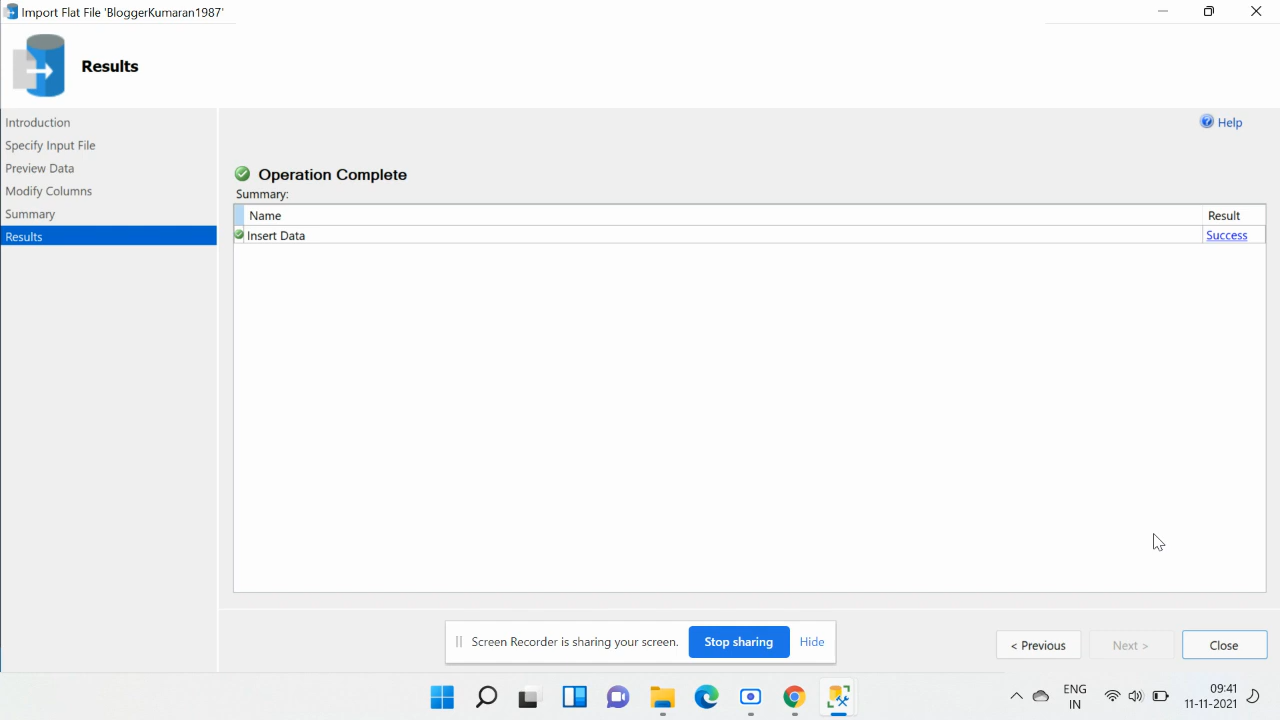 Import Flat File 'BloggerKumaran1987'
Results
Introduction
Specify Input File
Preview Data
Modify Columns
Summary
Results
Help
Operation Complete
Summary:
Name Result
Insert Data Success
Screen Recorder is sharing your screen. Stop sharing Hide
< Previous Next > Close
ENG
IN
09:41
11-11-2021